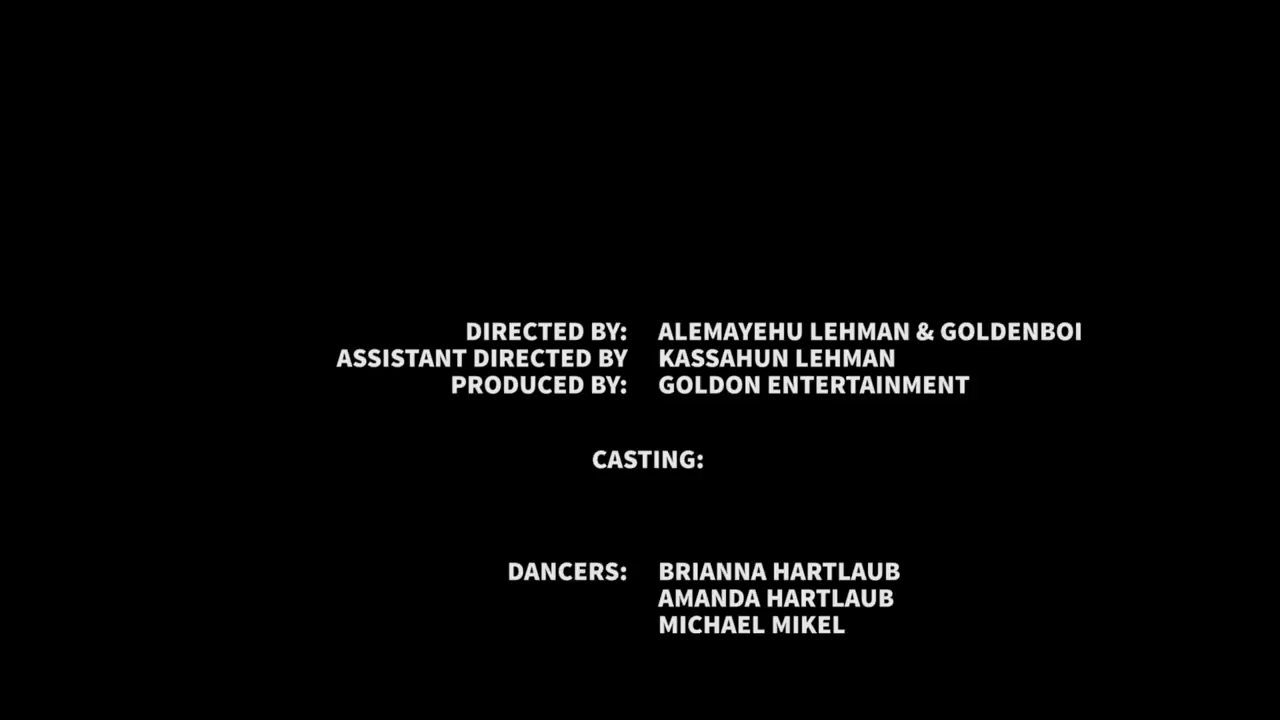 DIRECTED BY: ALEMAYEHU LEHMAN & GOLDENBOI
ASSISTANT DIRECTED BY KASSAHUN LEHMAN
PRODUCED BY: GOLDON ENTERTAINMENT
CASTING:
DANCERS: BRIANNA HARTLAUB
AMANDA HARTLAUB
MICHAEL MIKEL